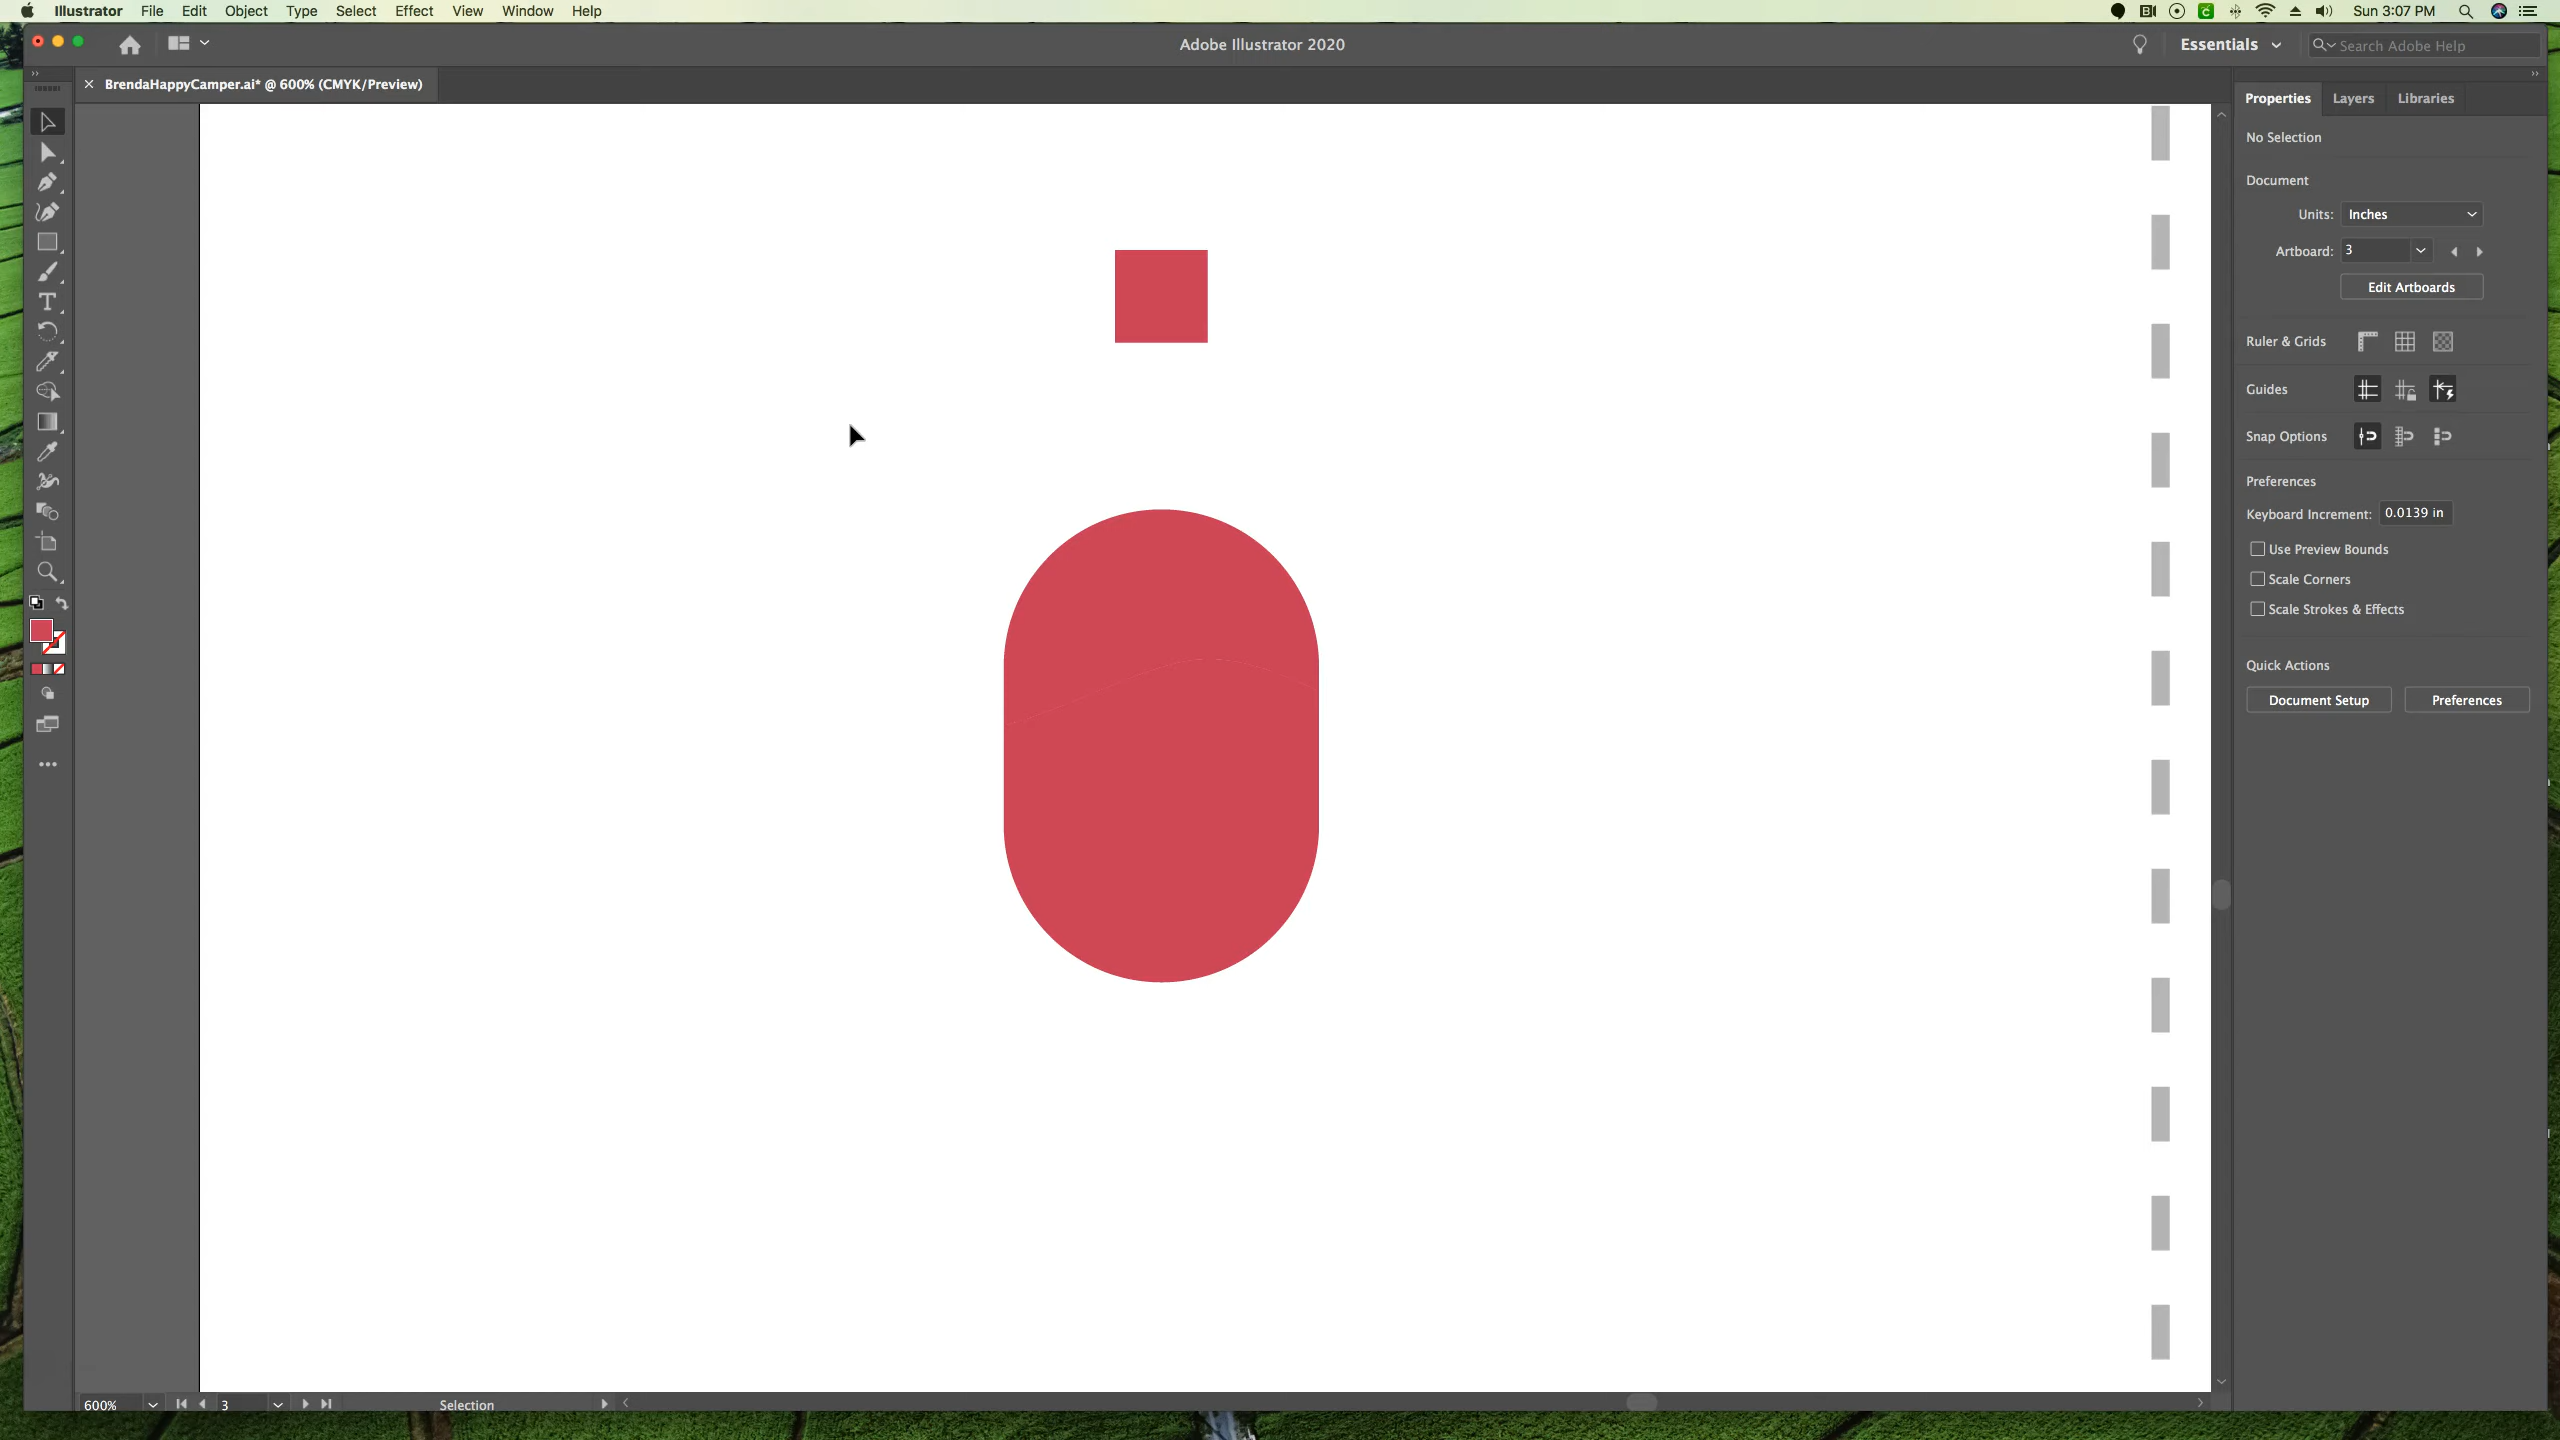 Illustrator File Edit Object Type Select Effect View Window Help Sun 3:07 PM
Adobe Illustrator 2020 Essentials Search Adobe Help
BrendaHappyCamper.ai* @ 600% (CMYK/Preview)
Properties Layers Libraries
No Selection
Document
Units: Inches
Artboard: 3
Edit Artboards
Ruler & Grids
Guides
Snap Options
Preferences
Keyboard Increment: 0.0139 in
Use Preview Bounds
Scale Corners
Scale Strokes & Effects
Quick Actions
Document Setup Preferences
600% 3 Selection